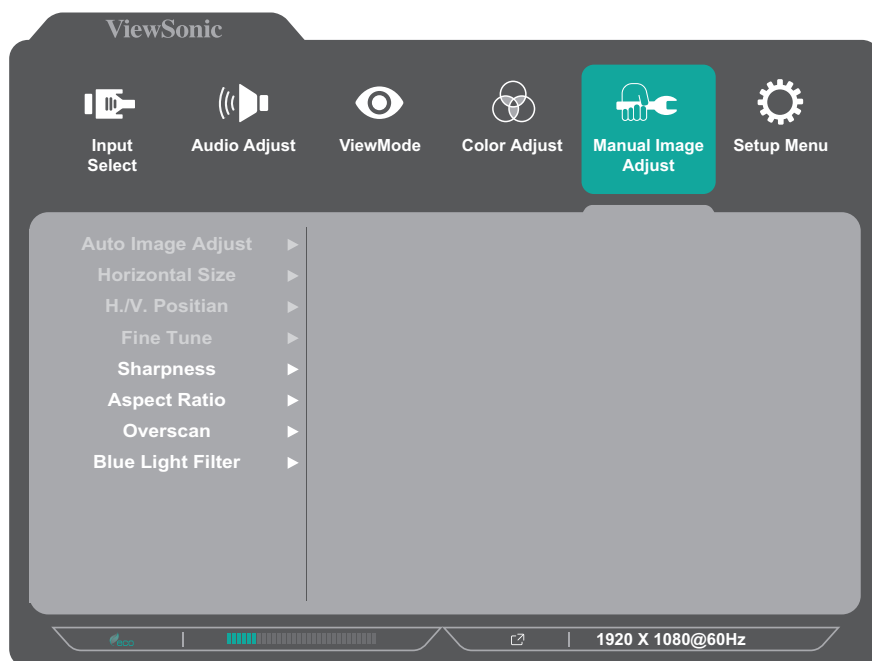 ViewSonic
Input
Select
Audio Adjust
ViewMode
Color Adjust
Manual Image
Adjust
Setup Menu
Auto Image Adjust
Horizontal Size
H./V. Positian
Fine Tune
Sharpness
Aspect Ratio
Overscan
Blue Light Filter
eco
1920 X 1080@60Hz